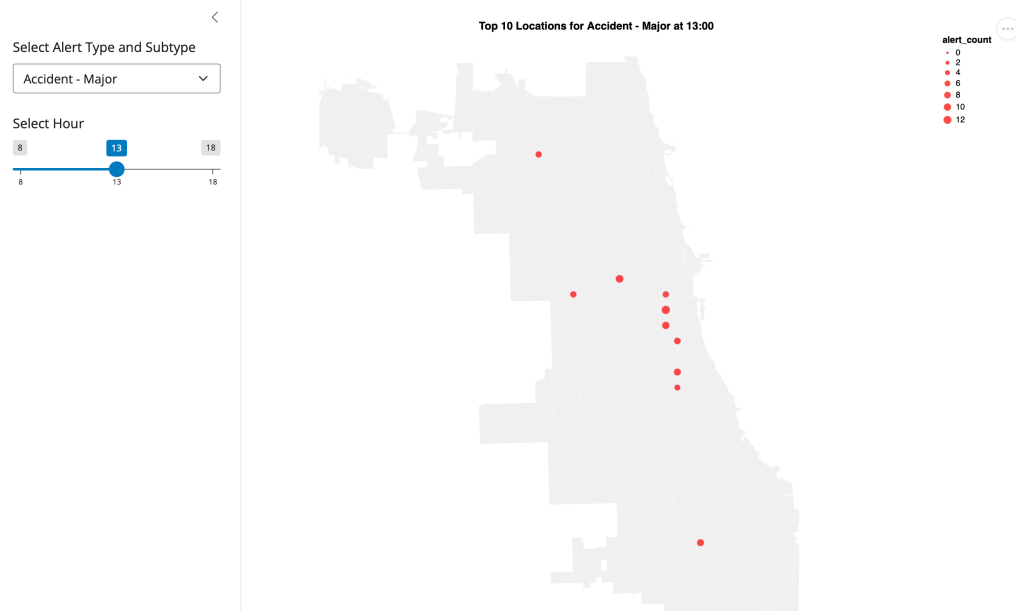 Select Alert Type and Subtype
Accident - Major
Select Hour
8 13 18
8 13 18
Top 10 Locations for Accident - Major at 13:00
alert_count
0
2
4
6
8
10
12